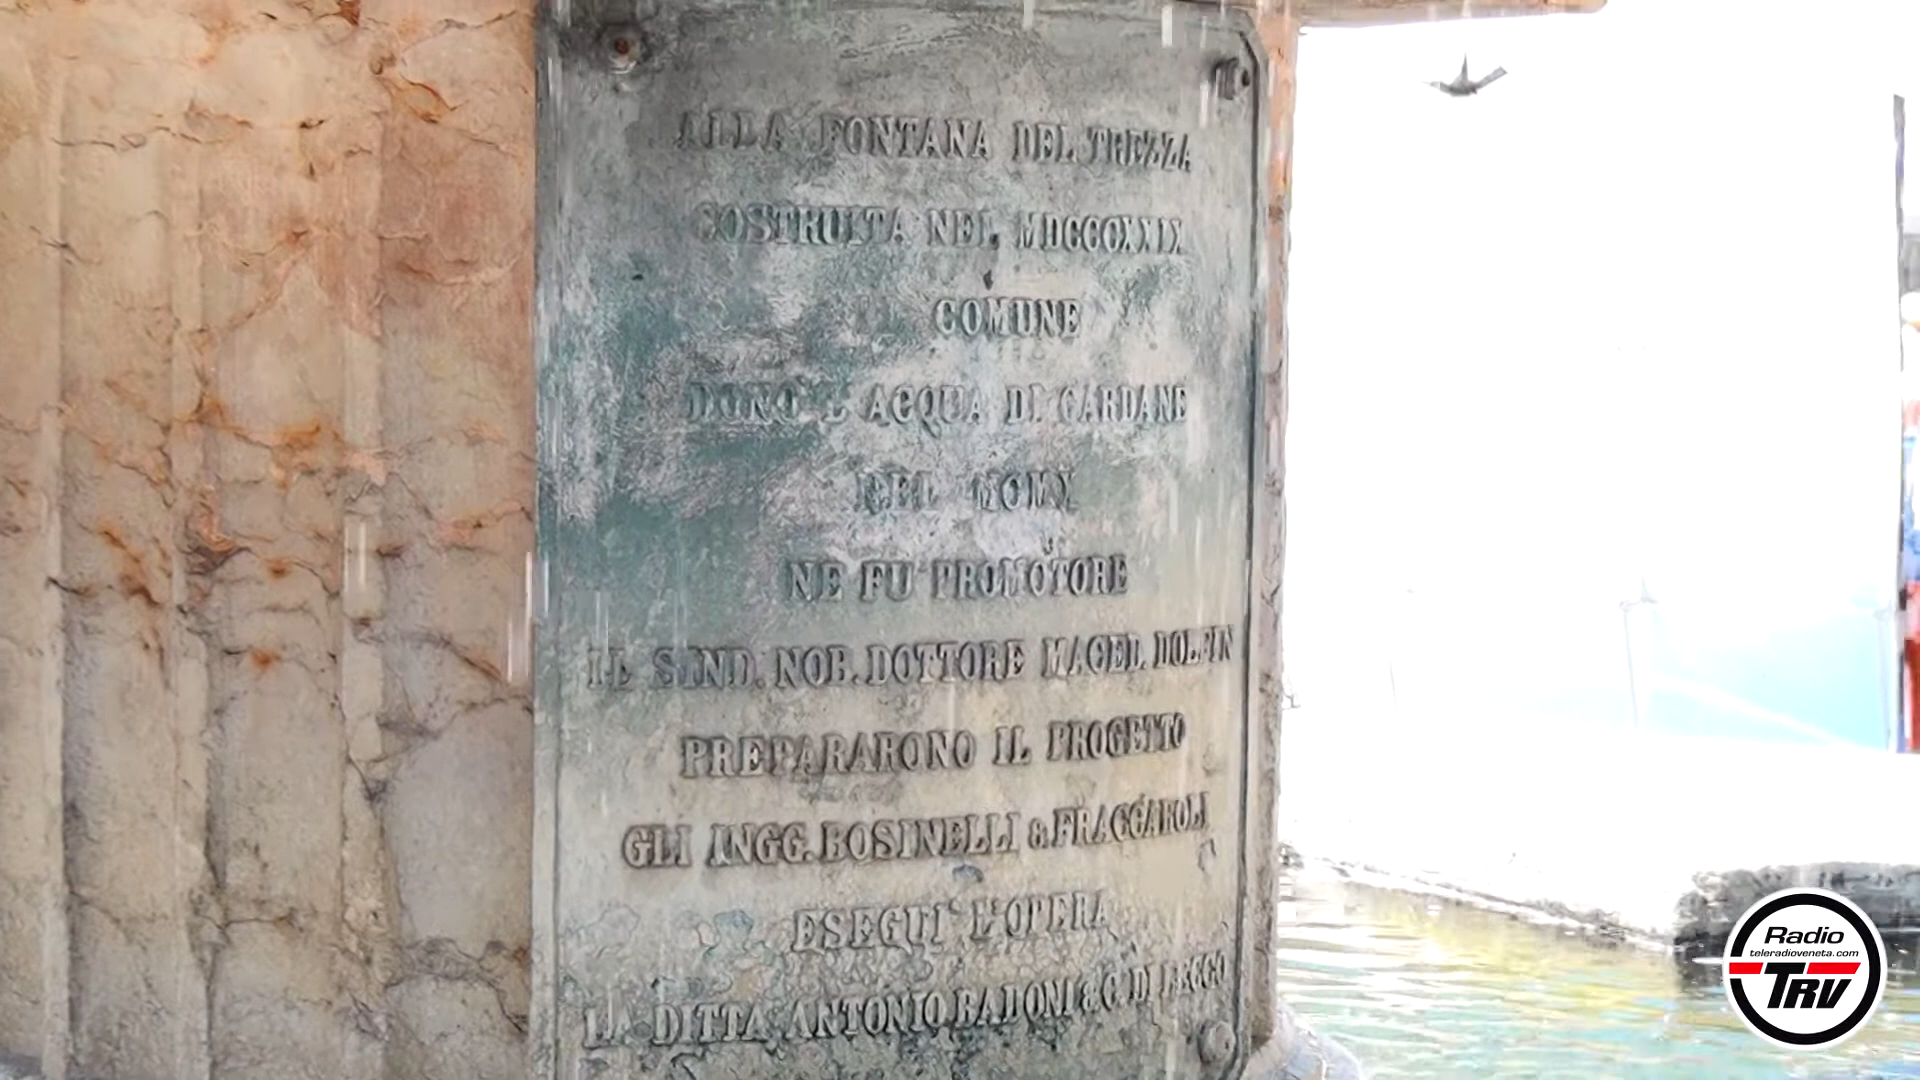 ALLA FONTANA DEL TREZZA
COSTRUITA NEL MDCCCXXIX
COMUNE
DONO L'ACQUA DI CARDANE
NEL MCMX
NE FU PROMOTORE
IL SIND. NOB. DOTTORE DOLFIN
PREPARARONO IL PROGETTO
GLI INGG. BOSINELLI & FRACCAROLI
ESEGUI' L'OPERA
LA DITTA ANTONIO BADONI & C. DI LECCO
Radio
teleradioveneta.com
TRV